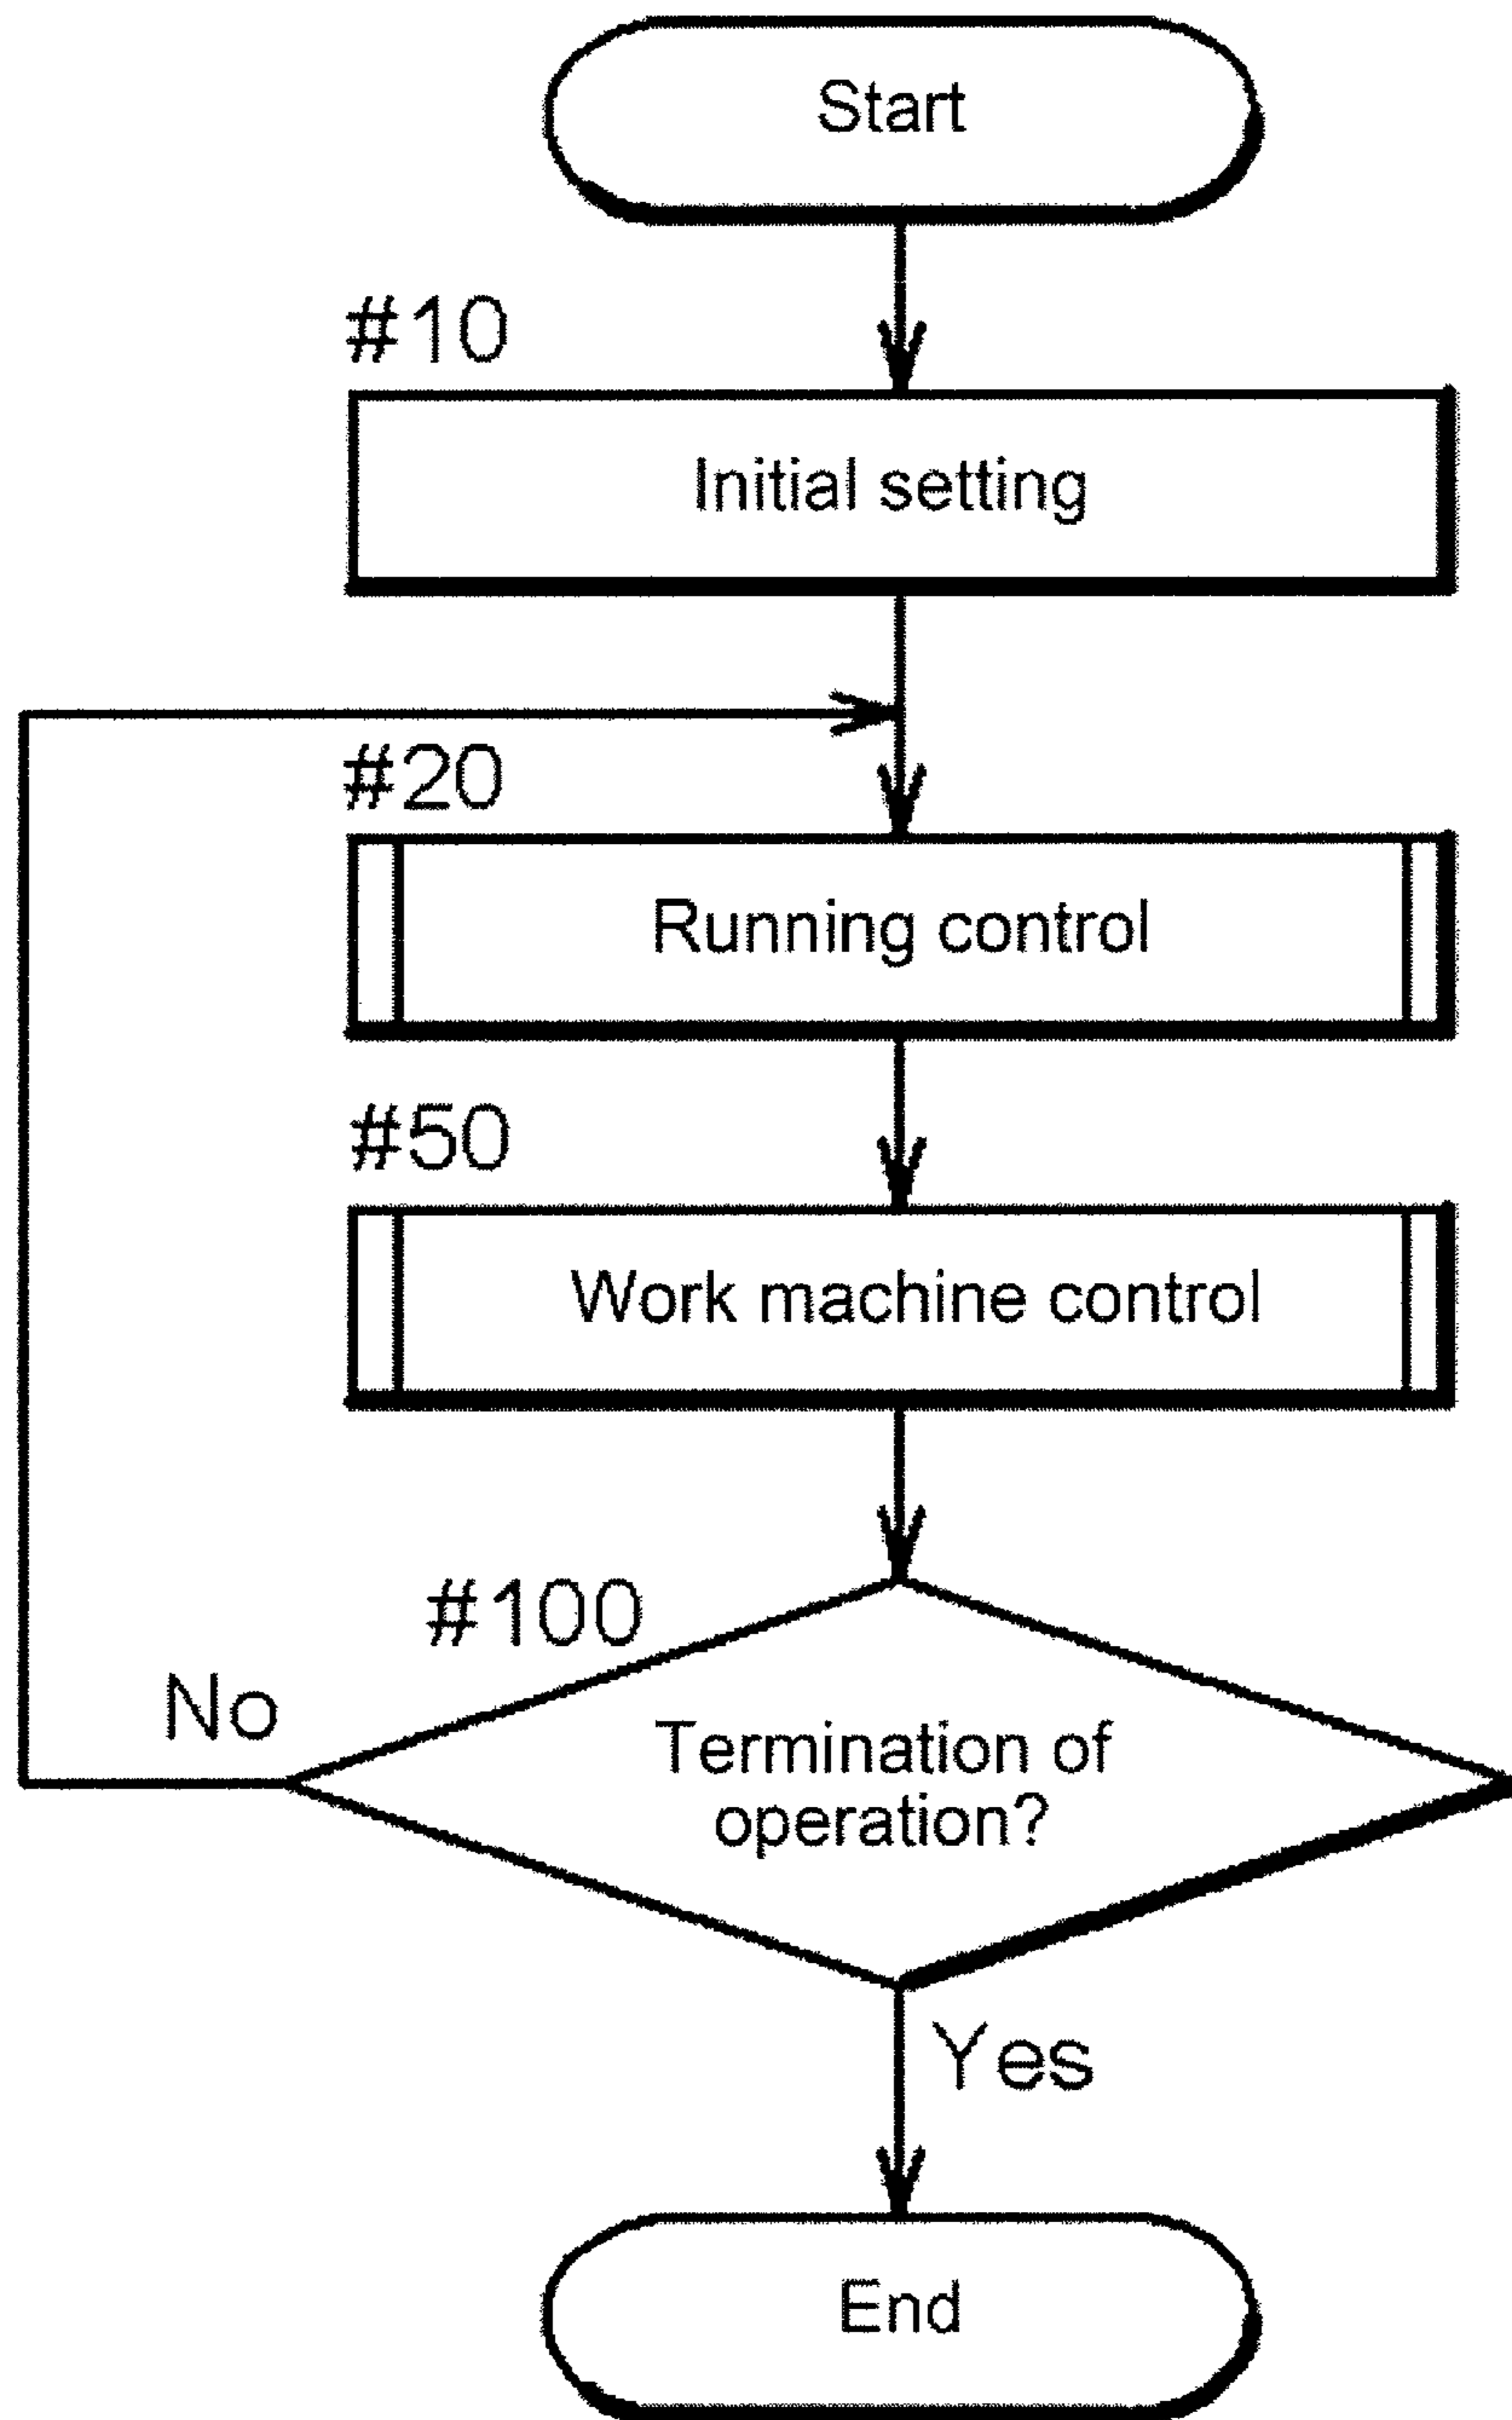 Start
#10
Initial setting
#20
Running control
#50
Work machine control
#100
No
Termination of
operation?
Yes
End